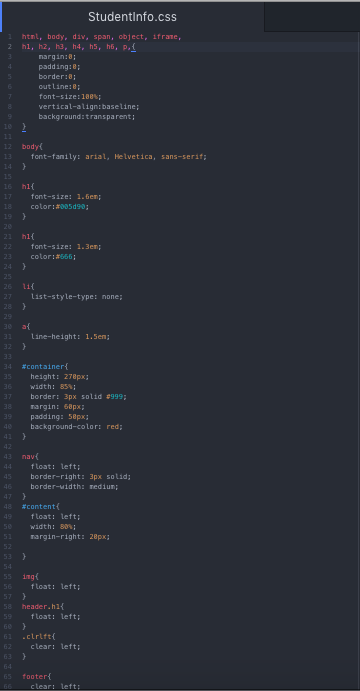 StudentInfo.css
1 html, body, div, span, object, iframe,
2 h1, h2, h3, h4, h5, h6, p,{
3 margin:0;
4 padding:0;
5 border:0;
6 outline:0;
7 font-size:100%;
8 vertical-align:baseline;
9 background:transparent;
10 }
11
12 body{
13 font-family: arial, Helvetica, sans-serif;
14 }
15
16 h1{
17 font-size: 1.6em;
18 color:#005d90;
19 }
20
21 h1{
22 font-size: 1.3em;
23 color:#666;
24 }
25
26 li{
27 list-style-type: none;
28 }
29
30 a{
31 line-height: 1.5em;
32 }
33
34 #container{
35 height: 270px;
36 width: 85%;
37 border: 3px solid #999;
38 margin: 60px;
39 padding: 50px;
40 background-color: red;
41 }
42
43 nav{
44 float: left;
45 border-right: 3px solid;
46 border-width: medium;
47 }
48 #content{
49 float: left;
50 width: 80%;
51 margin-right: 20px;
52
53 }
54
55 img{
56 float: left;
57 }
58 header.h1{
59 float: left;
60 }
61 .clrlft{
62 clear: left;
63 }
64
65 footer{
66 clear: left;